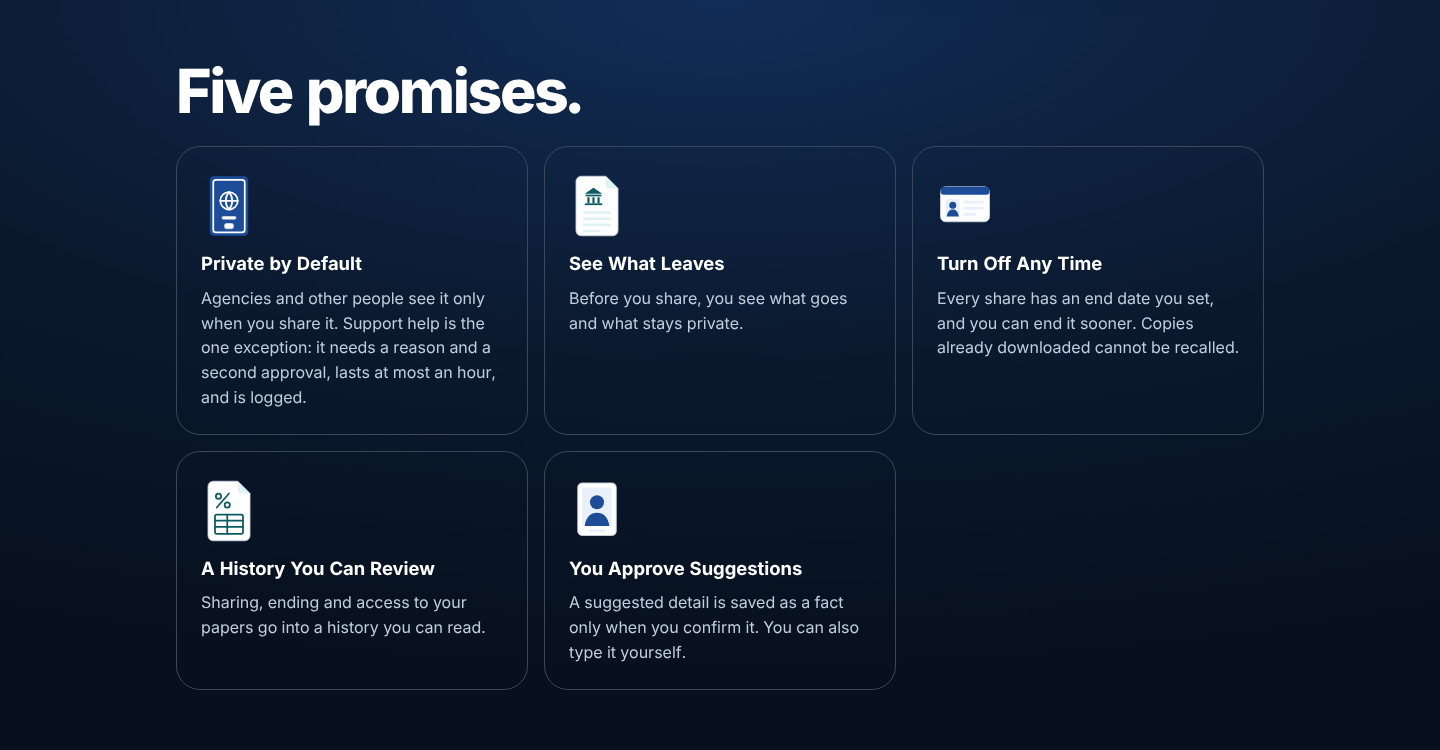 Five promises.
Private by Default
Agencies and other people see it only
when you share it. Support help is the
one exception: it needs a reason and a
second approval, lasts at most an hour,
and is logged.
See What Leaves
Before you share, you see what goes
and what stays private.
Turn Off Any Time
Every share has an end date you set,
and you can end it sooner. Copies
already downloaded cannot be recalled.
%
A History You Can Review
Sharing, ending and access to your
papers go into a history you can read.
You Approve Suggestions
A suggested detail is saved as a fact
only when you confirm it. You can also
type it yourself.